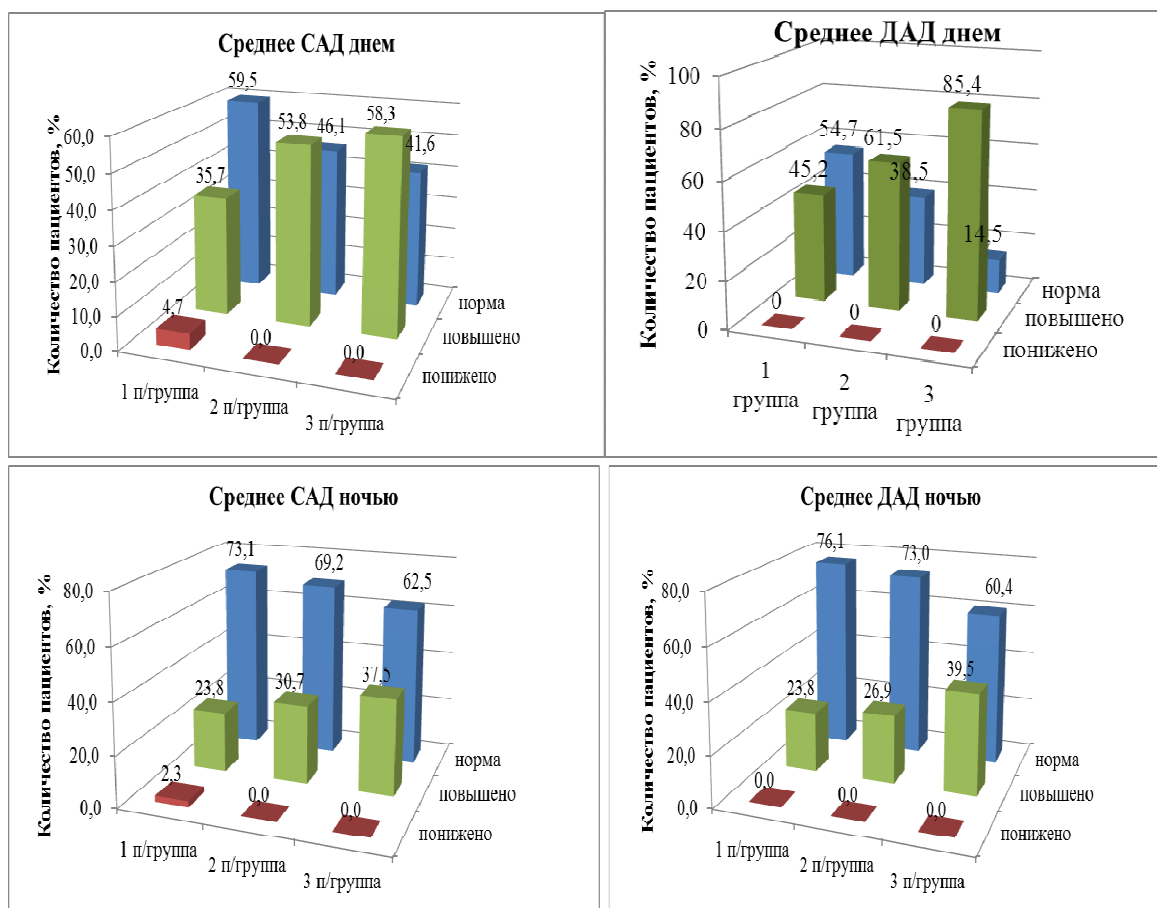 Среднее САД днем
Количество пациентов, %
60,0
50,0
40,0
30,0
20,0
10,0
0,0
59,5
46,1
41,6
35,7
53,8
58,3
4,7
0,0
0,0
норма
повышено
понижено
1 п/группа
2 п/группа
3 п/группа
Среднее ДАД днем
Количество пациентов, %
100
80
60
40
20
0
54,7
38,5
14,5
45,2
61,5
85,4
0
0
0
норма
повышено
понижено
1
группа
2
группа
3
группа
Среднее САД ночью
Количество пациентов, %
80,0
60,0
40,0
20,0
0,0
73,1
69,2
62,5
23,8
30,7
37,5
2,3
0,0
0,0
норма
повышено
понижено
1 п/группа
2 п/группа
3 п/группа
Среднее ДАД ночью
Количество пациентов, %
80,0
60,0
40,0
20,0
0,0
76,1
73,0
60,4
23,8
26,9
39,5
0,0
0,0
0,0
норма
повышено
понижено
1 п/группа
2 п/группа
3 п/группа